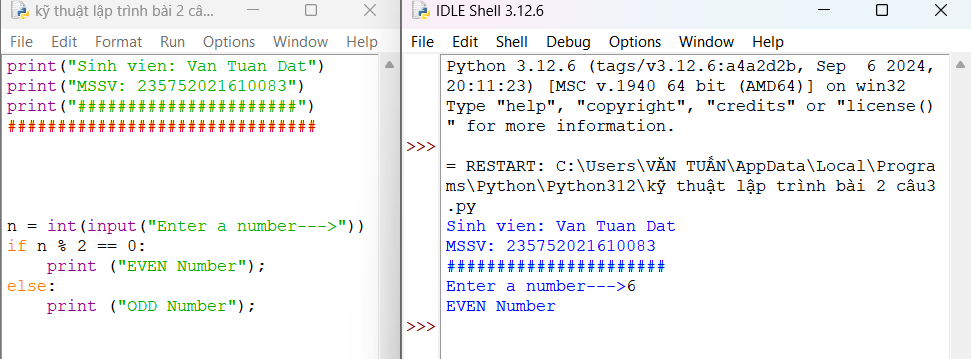 kỹ thuật lập trình bài 2 câ...
File Edit Format Run Options Window Help
print("Sinh vien: Van Tuan Dat")
print("MSSV: 235752021610083")
print("######################")
###############################
n = int(input("Enter a number--->"))
if n % 2 == 0:
    print ("EVEN Number");
else:
    print ("ODD Number");
IDLE Shell 3.12.6
File Edit Shell Debug Options Window Help
Python 3.12.6 (tags/v3.12.6:a4a2d2b, Sep  6 2024,
20:11:23) [MSC v.1940 64 bit (AMD64)] on win32
Type "help", "copyright", "credits" or "license()
" for more information.
>>>
= RESTART: C:\Users\VĂN TUẤN\AppData\Local\Progra
ms\Python\Python312\kỹ thuật lập trình bài 2 câu3
.py
Sinh vien: Van Tuan Dat
MSSV: 235752021610083
######################
Enter a number--->6
EVEN Number
>>>